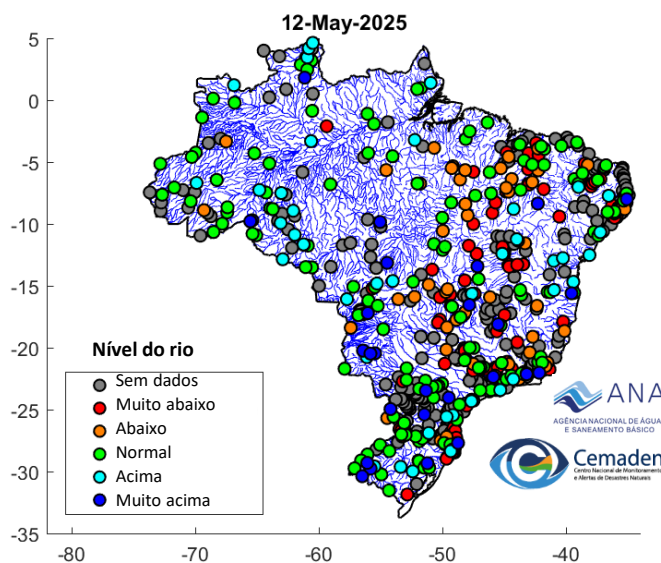 12-May-2025
5
0
-5
-10
-15
-20
-25
-30
-35
-80
-70
-60
-50
-40
Nível do rio
Sem dados
Muito abaixo
Abaixo
Normal
Acima
Muito acima
ANA
AGÊNCIA NACIONAL DE ÁGUA
E SANEAMENTO BÁSICO
Cemaden
Centro Nacional de Monitoramento
e Alertas de Desastres Naturais